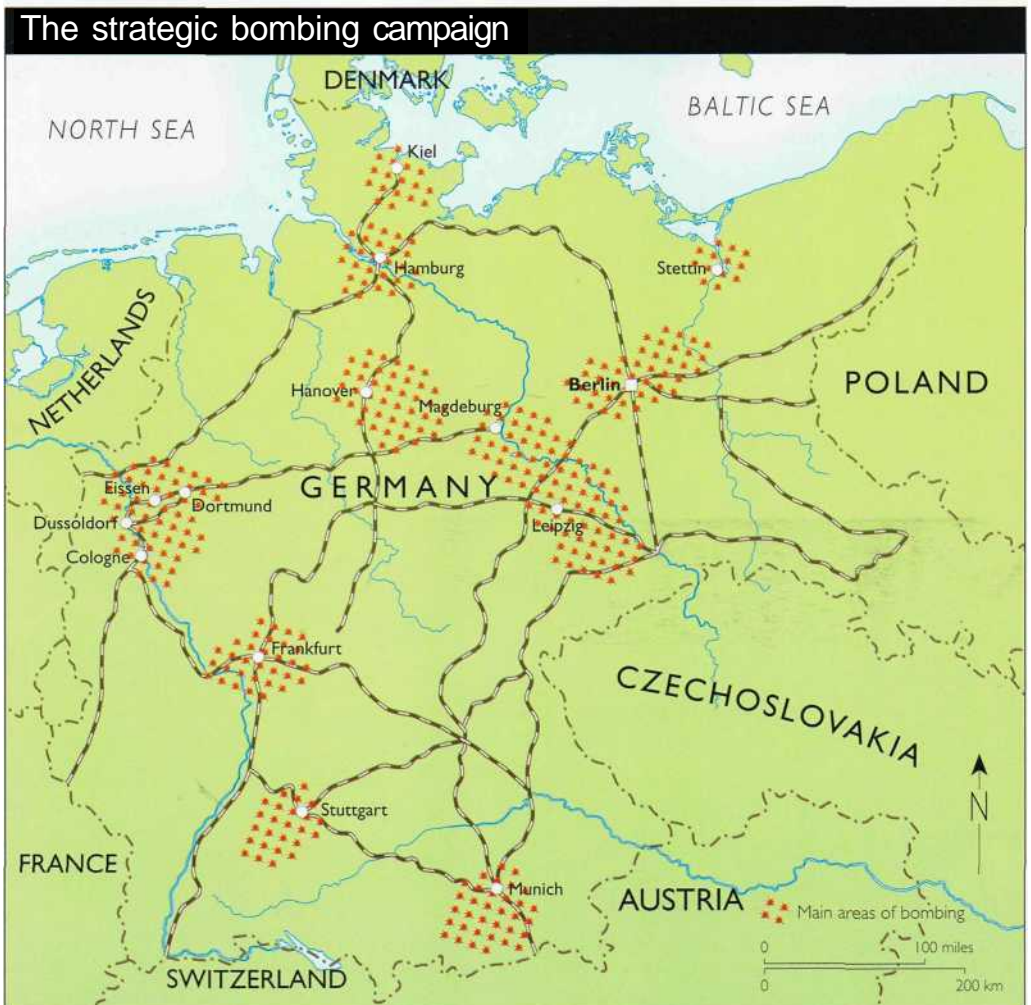 The strategic bombing campaign
DENMARK
NORTH SEA
BALTIC SEA
Kiel
Hamburg
Stettin
NETHERLANDS
Hanover
Magdeburg
Berlin
POLAND
Eissen
Dortmund
GERMANY
Dussoldorf
Leipzig
Cologne
Frankfurt
CZECHOSLOVAKIA
N
Stuttgart
FRANCE
Munich
AUSTRIA
Main areas of bombing
0 100 miles
SWITZERLAND
0 200 km